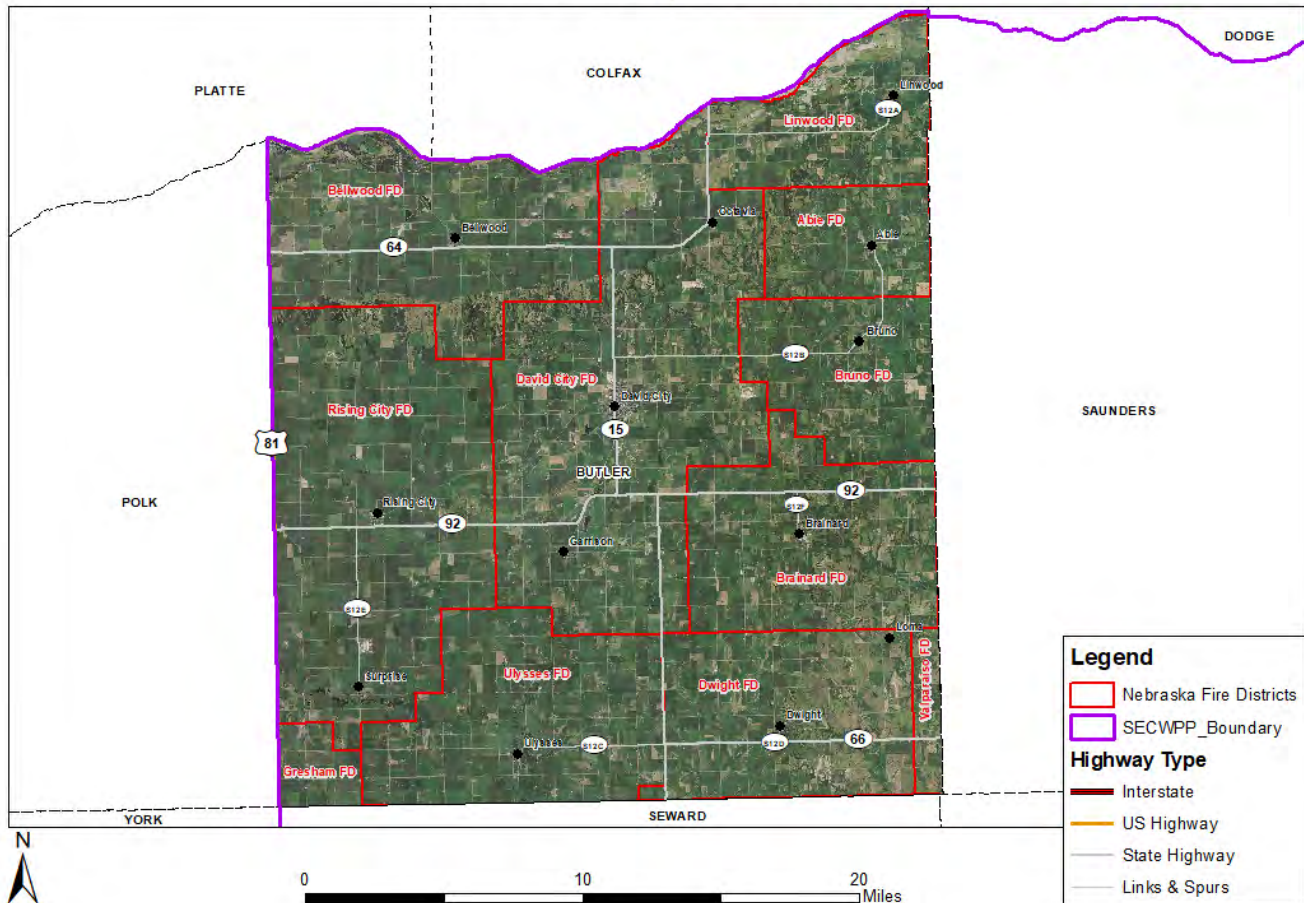 DODGE
COLFAX
PLATTE
Linwood
S12A
Linwood FD
Bellwood FD
Octavia
Abie FD
Bellwood
Abie
64
Bruno
S12B
David City FD
Bruno FD
Rising City FD
David City
SAUNDERS
15
81
BUTLER
92
POLK
Rising City
S12F
92
Brainard
Garrison
Brainard FD
S12E
Loma
Ulysses FD
Surprise
Dwight FD
Valparaiso FD
Dwight
66
S12D
S12C
Ulysses
Gresham FD
YORK
SEWARD
Legend
Nebraska Fire Districts
SECWPP_Boundary
Highway Type
Interstate
US Highway
State Highway
Links & Spurs
N
0 10 20
Miles